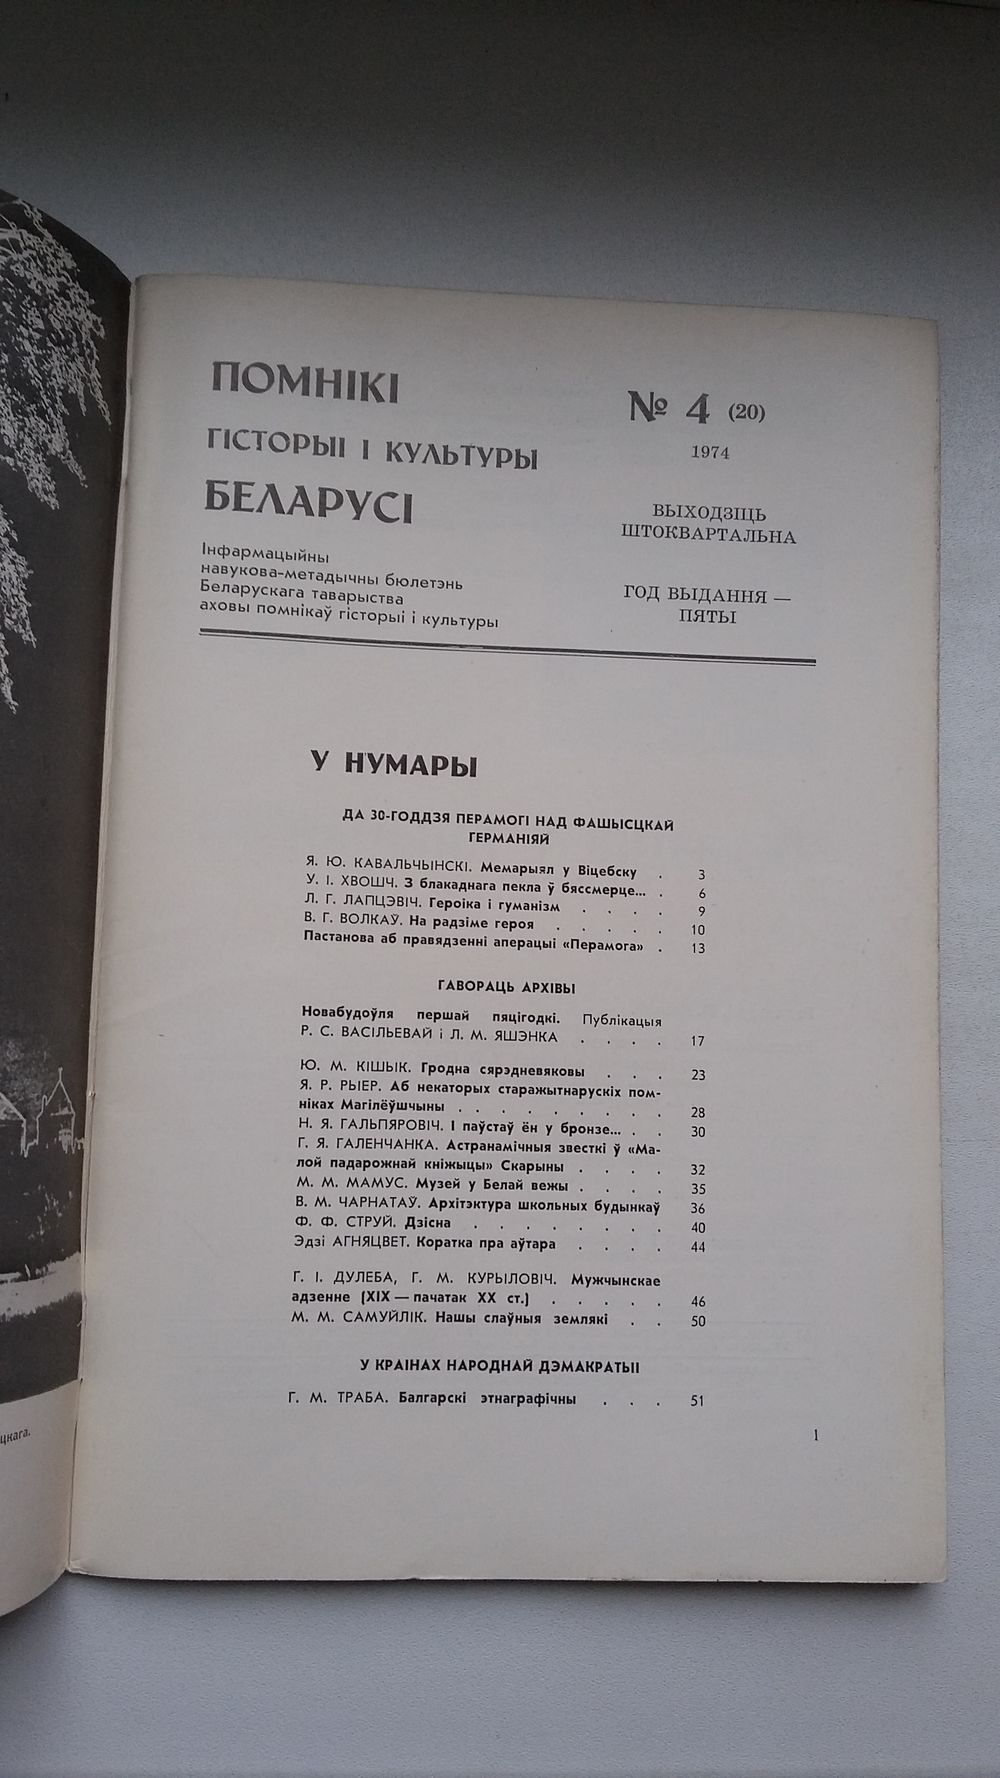 ПОМНІКІ
ГІСТОРЫІ І КУЛЬТУРЫ
БЕЛАРУСІ
Інфармацыйны
навукова-метадычны бюлетэнь
Беларускага таварыства
аховы помнікаў гісторыі і культуры
№ 4 (20)
1974
ВЫХОДЗІЦЬ
ШТОКВАРТАЛЬНА
ГОД ВЫДАННЯ —
ПЯТЫ
У НУМАРЫ
ДА 30-ГОДДЗЯ ПЕРАМОГІ НАД ФАШЫСЦКАЙ
ГЕРМАНІЯЙ
Я. Ю. КАВАЛЬЧЫНСКІ. Мемарыял у Віцебску . 3
У. І. ХВОШЧ. З блакаднага пекла ў бяссмерце... . 6
Л. Г. ЛАПЦЭВІЧ. Героіка і гуманізм . . . . 9
В. Г. ВОЛКАЎ. На радзіме героя . . . . . 10
Пастанова аб правядзенні аперацыі «Перамога» . 13
ГАВОРАЦЬ АРХІВЫ
Новабудоўля першай пяцігодкі. Публікацыя
Р. С. ВАСІЛЬЕВАЙ і Л. М. ЯШЭНКА . . . . 17
Ю. М. КІШЫК. Гродна сярэдневяковы . . . 23
Я. Р. РЫЕР. Аб некаторых старажытнарускіх пом-
ніках Магілёўшчыны . . . . . . . . . 28
Н. Я. ГАЛЬПЯРОВІЧ. І паўстаў ён у бронзе... . . 30
Г. Я. ГАЛЕНЧАНКА. Астранамічныя звесткі ў «Ма-
лой падарожнай кніжыцы» Скарыны . . . . 32
М. М. МАМУС. Музей у Белай вежы . . . . 35
В. М. ЧАРНАТАЎ. Архітэктура школьных будынкаў 36
Ф. Ф. СТРУЙ. Дзісна . . . . . . . . 40
Эдзі АГНЯЦВЕТ. Коратка пра аўтара . . . . 44
Г. І. ДУЛЕБА, Г. М. КУРЫЛОВІЧ. Мужчынскае
адзенне (XIX — пачатак XX ст.) . . . . . 46
М. М. САМУЙЛІК. Нашы слаўныя землякі . . 50
У КРАІНАХ НАРОДНАЙ ДЭМАКРАТЫІ
Г. М. ТРАБА. Балгарскі этнаграфічны . . . 51
1